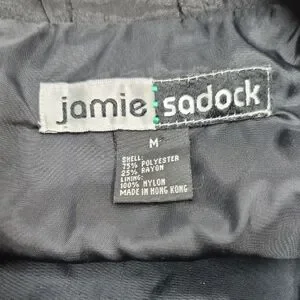 jamie sadock
M
SHELL:
75% POLYESTER
25% RAYON
LINING:
100% NYLON
MADE IN HONG KONG